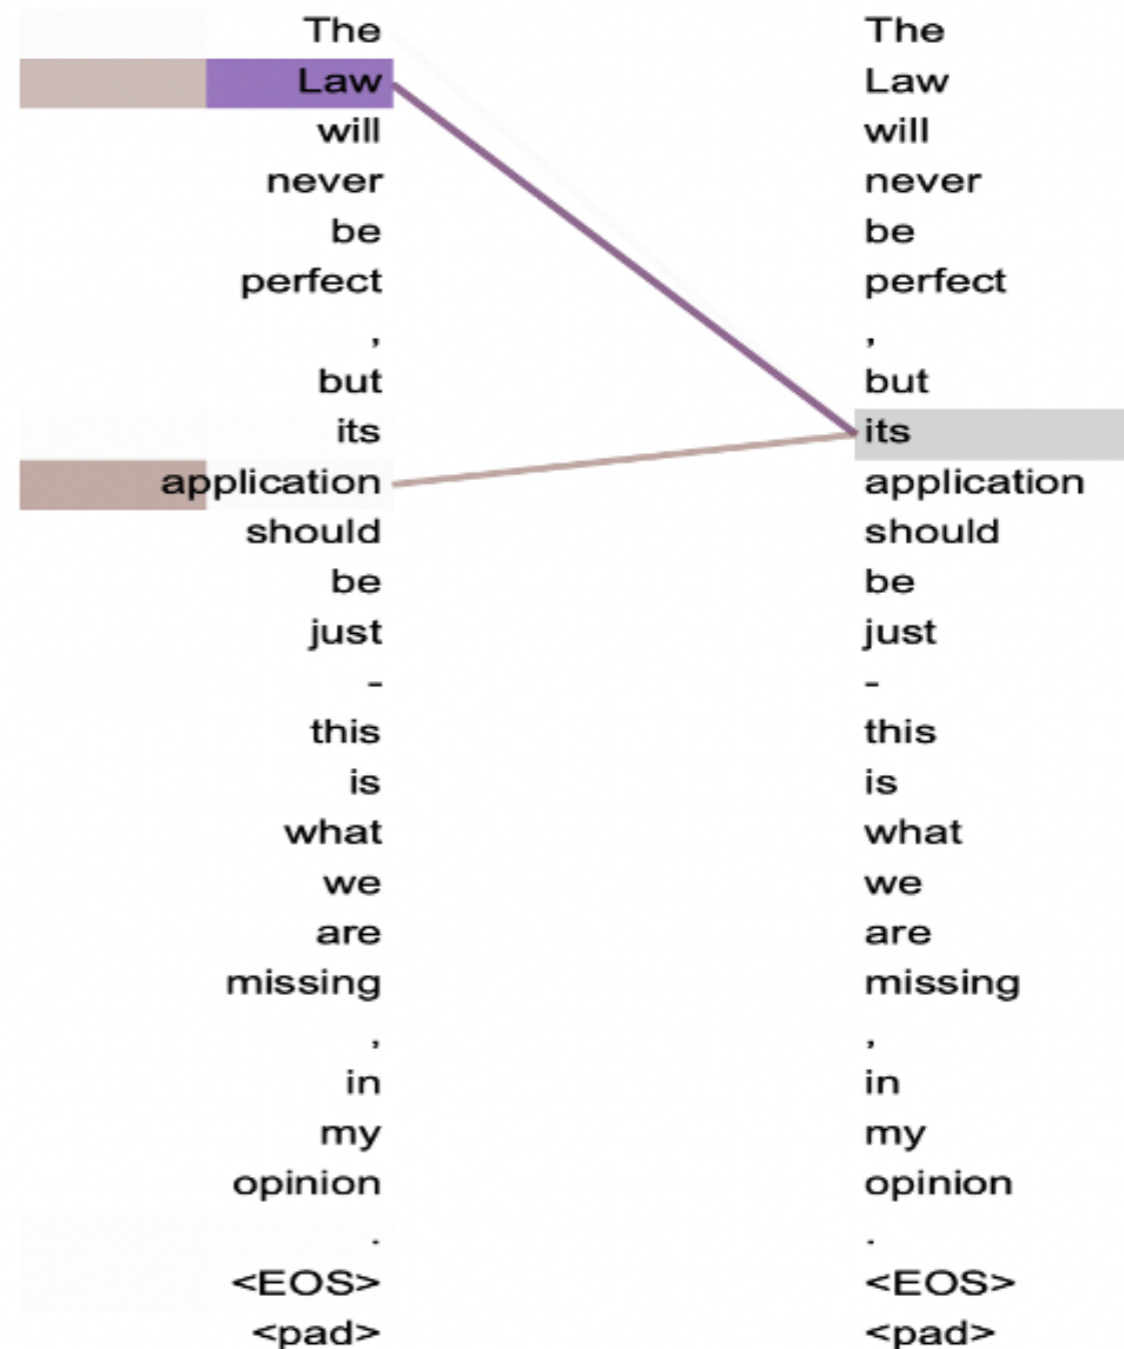 The The
Law Law
will will
never never
be be
perfect perfect
, ,
but but
its its
application application
should should
be be
just just
- -
this this
is is
what what
we we
are are
missing missing
, ,
in in
my my
opinion opinion
. .
<EOS> <EOS>
<pad> <pad>